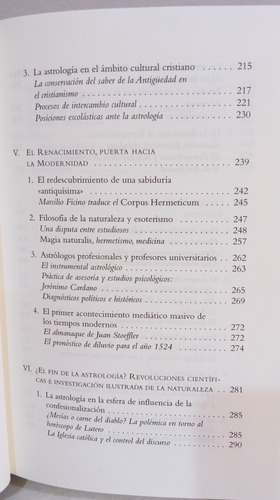 3. La astrología en el ámbito cultural cristiano ...... 215
La conservación del saber de la Antigüedad en
el cristianismo ...... 217
Procesos de intercambio cultural ...... 221
Posiciones escolásticas ante la astrología ...... 230
V. EL RENACIMIENTO, PUERTA HACIA
LA MODERNIDAD ...... 239
1. El redescubrimiento de una sabiduría
«antiquísima» ...... 242
Marsilio Ficino traduce el Corpus Hermeticum ...... 245
2. Filosofía de la naturaleza y esoterismo ...... 247
Una disputa entre estudiosos ...... 248
Magia naturalis, hermetismo, medicina ...... 257
3. Astrólogos profesionales y profesores universitarios ... 262
El instrumental astrológico ...... 263
Práctica de asesoría y estudios psicológicos:
Jerónimo Cardano ...... 265
Diagnósticos políticos e históricos ...... 269
4. El primer acontecimiento mediático masivo de
los tiempos modernos ...... 272
El almanaque de Juan Stoeffler ...... 272
El pronóstico de diluvio para el año 1524 ...... 274
VI. ¿EL FIN DE LA ASTROLOGÍA? REVOLUCIONES CIENTÍFI-
CAS E INVESTIGACIÓN ILUSTRADA DE LA NATURALEZA ... 281
1. La astrología en la esfera de influencia de la
confesionalización ...... 285
¿Mesías o carne del diablo? La polémica en torno al
horóscopo de Lutero ...... 285
La Iglesia católica y el control del discurso ...... 290